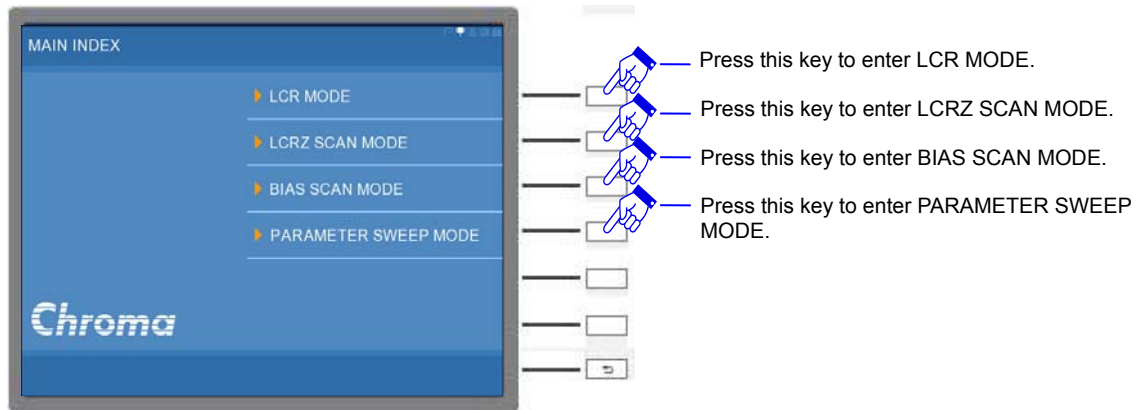 MAIN INDEX
LCR MODE
LCRZ SCAN MODE
BIAS SCAN MODE
PARAMETER SWEEP MODE
Chroma
Press this key to enter LCR MODE.
Press this key to enter LCRZ SCAN MODE.
Press this key to enter BIAS SCAN MODE.
Press this key to enter PARAMETER SWEEP
MODE.